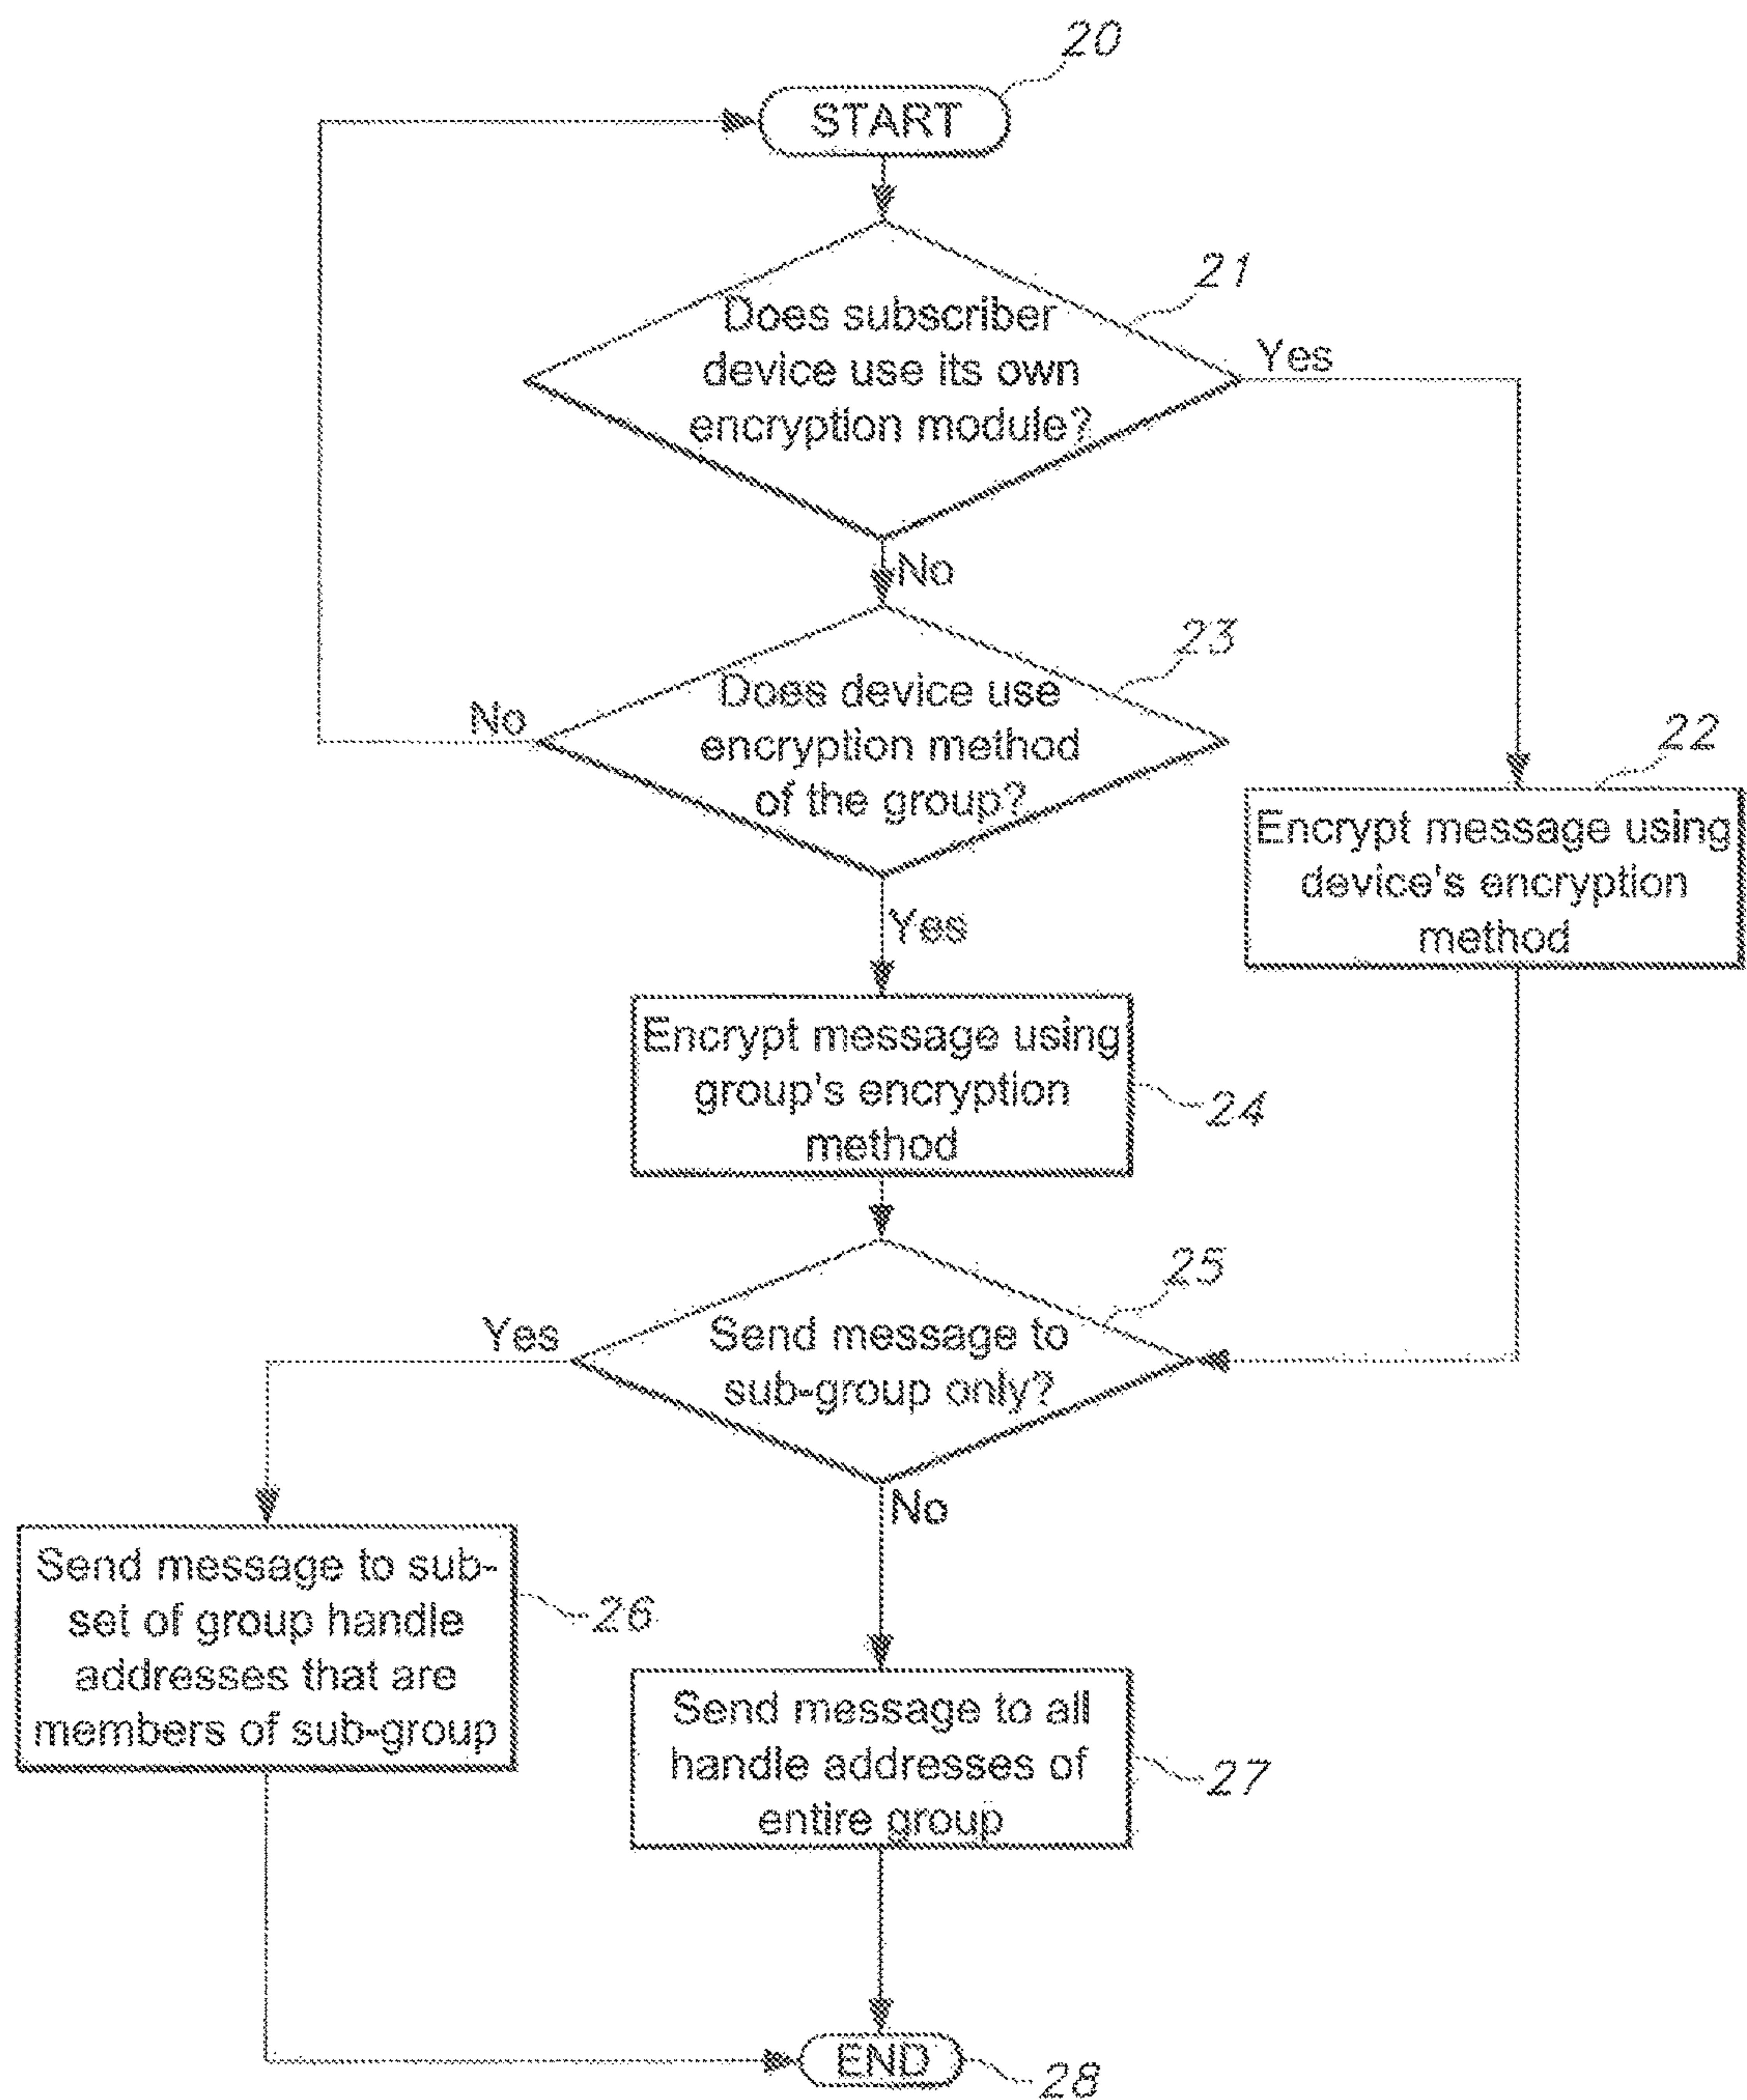 20
START
21
Does subscriber
device use its own
encryption module?
Yes
No
23
Does device use
encryption method
of the group?
No
22
Encrypt message using
device's encryption
method
Yes
Encrypt message using
group's encryption
method
24
25
Send message to
sub-group only?
Yes
No
Send message to sub-
set of group handle
addresses that are
members of sub-group
26
Send message to all
handle addresses of
entire group
27
END
28